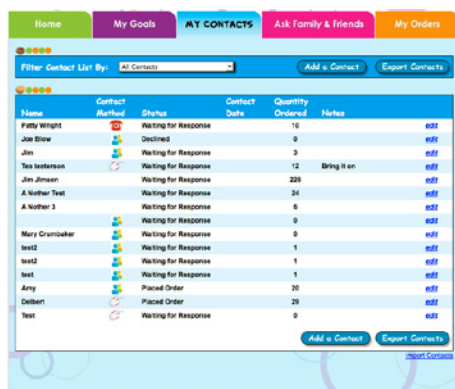 Home My Goals MY CONTACTS Ask Family & Friends My Orders
Filter Contact List By: All Contacts Add a Contact Export Contacts
Contact Contact Quantity
Name Method Status Date Ordered Notes
Patty Wright Waiting for Response 10 edit
Joe Blow Declined 0 edit
Jim Waiting for Response 3 edit
Tes testerson Waiting for Response 12 Bring it on edit
Jim Jimson Waiting for Response 225 edit
A Nother Test Waiting for Response 24 edit
A Nother 3 Waiting for Response 5 edit
Waiting for Response 0 edit
Mary Crumbaker Waiting for Response 0 edit
test2 Waiting for Response 1 edit
test2 Waiting for Response 1 edit
test Waiting for Response 1 edit
Amy Placed Order 20 edit
Delbert Placed Order 29 edit
Test Waiting for Response 0 edit
Add a Contact Export Contacts
Import Contacts